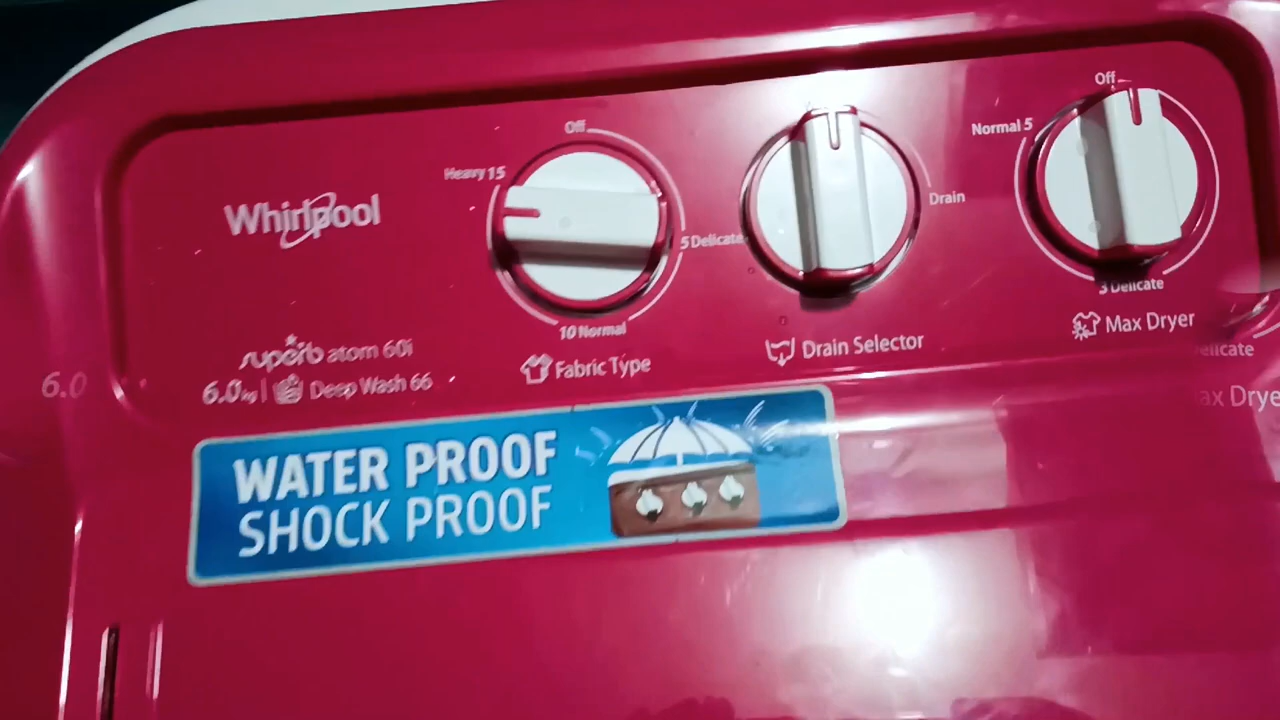 Whirlpool
superb atom 60i
6.0kg | Deep Wash 66
Off
Heavy 15
5 Delicate
10 Normal
Fabric Type
Drain
Drain Selector
Off
Normal 5
3 Delicate
Max Dryer
6.0
WATER PROOF
SHOCK PROOF